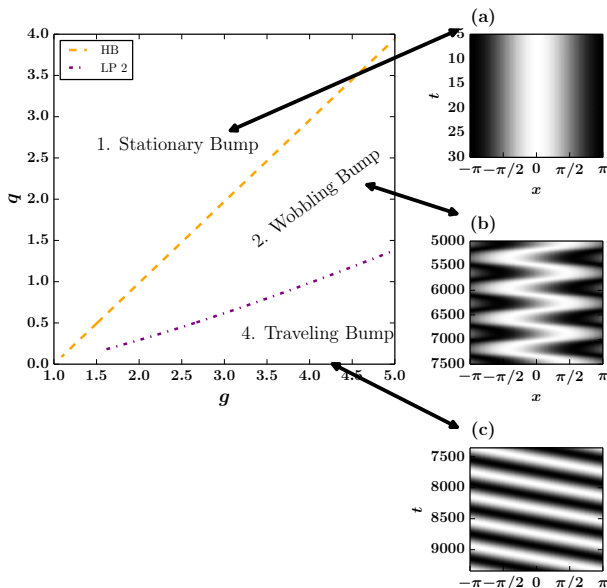 (a)
4.0
3.5
3.0
2.5
2.0
1.5
1.0
0.5
0.0
q
HB
LP 2
1. Stationary Bump
2. Wobbling Bump
4. Traveling Bump
1.0 1.5 2.0 2.5 3.0 3.5 4.0 4.5 5.0
g
5
10
15
20
25
30
t
−π −π/2 0 π/2 π
x
(b)
5000
5500
6000
6500
7000
7500
−π −π/2 0 π/2 π
x
(c)
7500
8000
8500
9000
t
−π −π/2 0 π/2 π
x